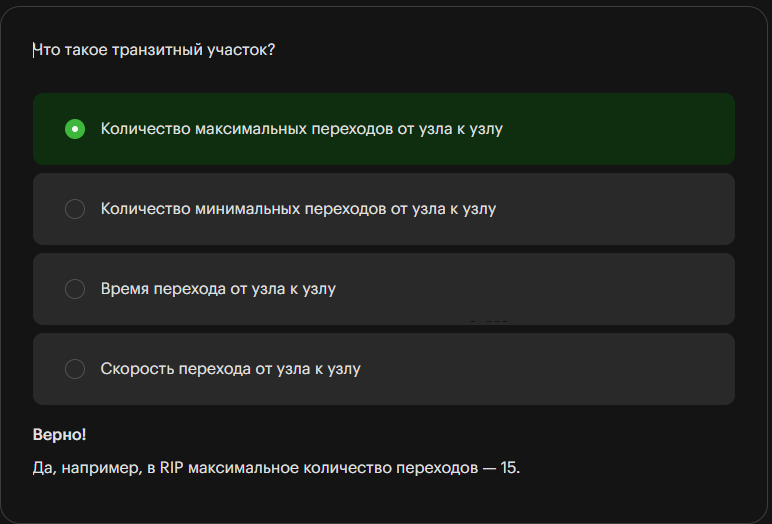 Что такое транзитный участок?
Количество максимальных переходов от узла к узлу
Количество минимальных переходов от узла к узлу
Время перехода от узла к узлу
Скорость перехода от узла к узлу
Верно!
Да, например, в RIP максимальное количество переходов — 15.